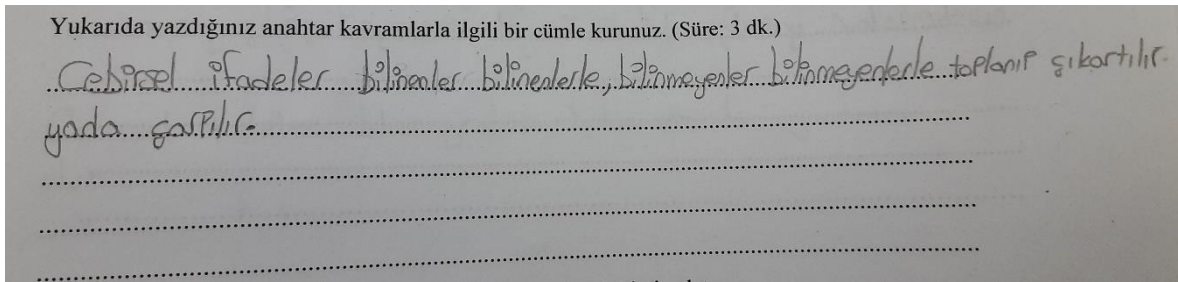 Yukarıda yazdığınız anahtar kavramlarla ilgili bir cümle kurunuz. (Süre: 3 dk.)
Cebirsel ifadeler bilinenler bilinenlerle, bilinmeyenler bilinmeyenlerle toplanıp çıkartılır
yada çarpılır.